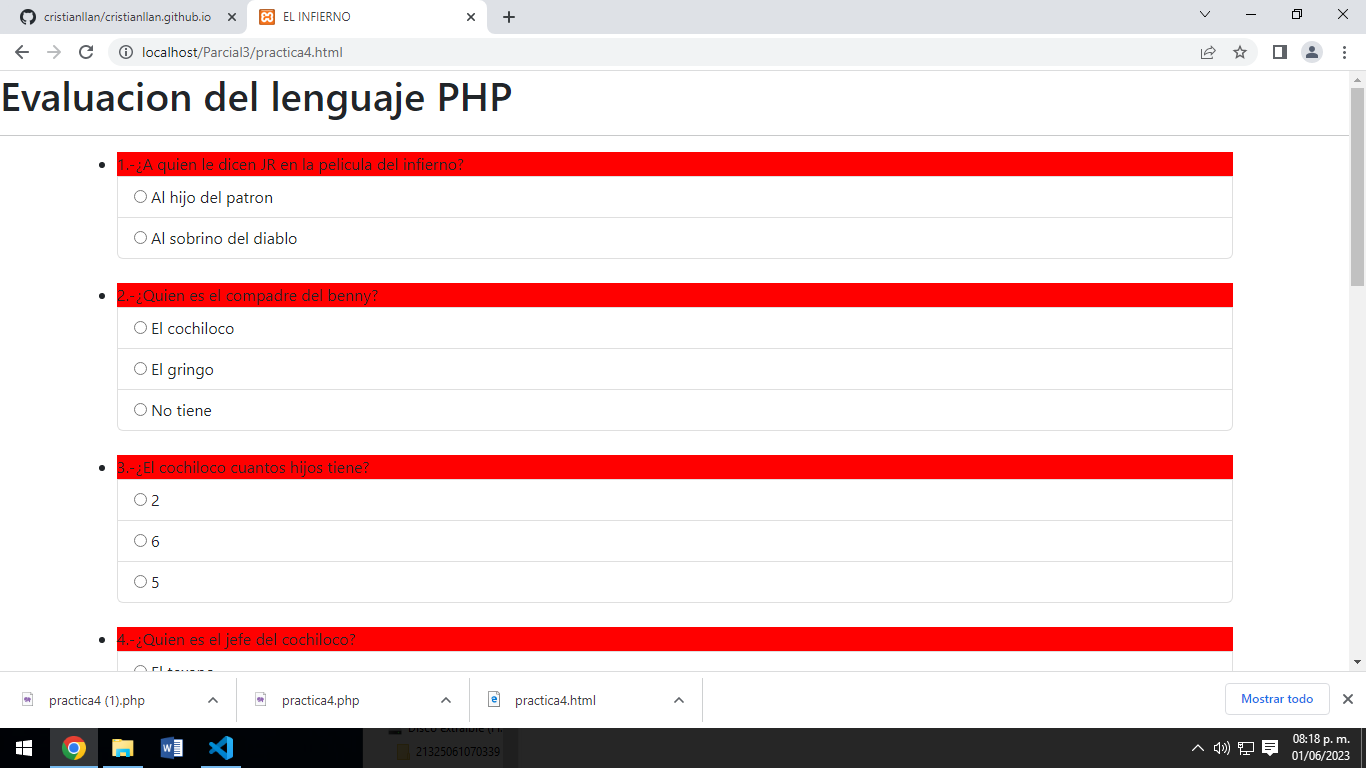 cristianllan/cristianllan.github.io
EL INFIERNO
localhost/Parcial3/practica4.html
Evaluacion del lenguaje PHP
1.-¿A quien le dicen JR en la pelicula del infierno?
Al hijo del patron
Al sobrino del diablo
2.-¿Quien es el compadre del benny?
El cochiloco
El gringo
No tiene
3.-¿El cochiloco cuantos hijos tiene?
2
6
5
4.-¿Quien es el jefe del cochiloco?
El
practica4 (1).php
practica4.php
practica4.html
Mostrar todo
Disco extraible (H:
21325061070339
08:18 p. m.
01/06/2023